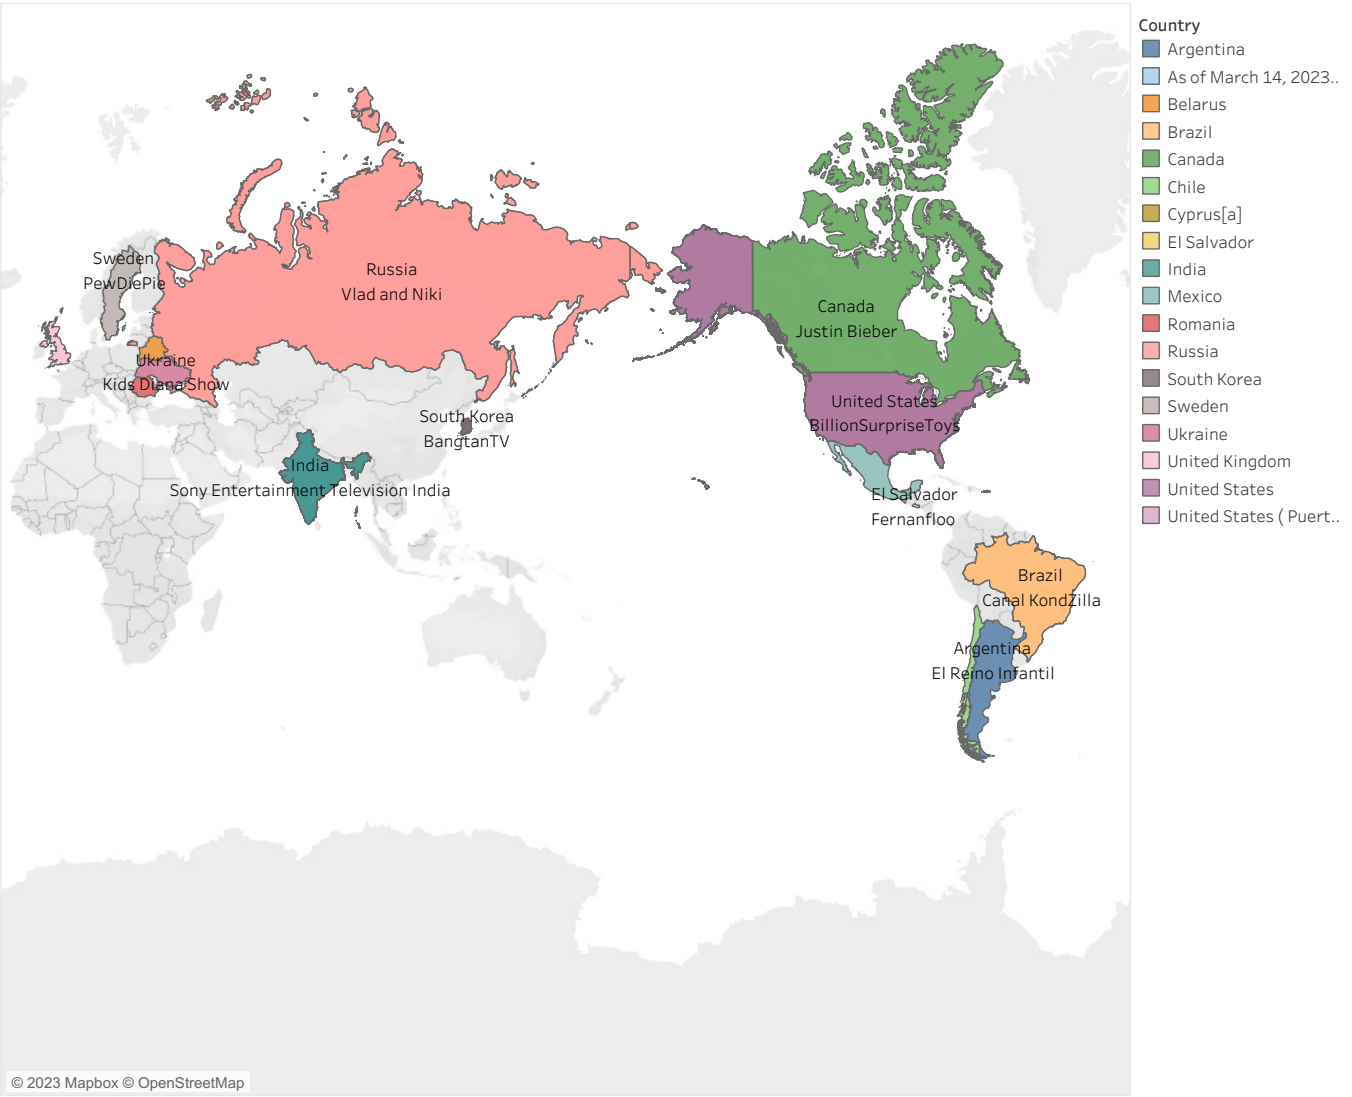 Sweden
PewDiePie
Russia
Vlad and Niki
Canada
Justin Bieber
Ukraine
Kids Diana Show
South Korea
BangtanTV
United States
BillionSurpriseToys
India
Sony Entertainment Television India
El Salvador
Fernanfloo
Brazil
Canal KondZilla
Argentina
El Reino Infantil
© 2023 Mapbox © OpenStreetMap
Country
Argentina
As of March 14, 2023..
Belarus
Brazil
Canada
Chile
Cyprus[a]
El Salvador
India
Mexico
Romania
Russia
South Korea
Sweden
Ukraine
United Kingdom
United States
United States ( Puert..